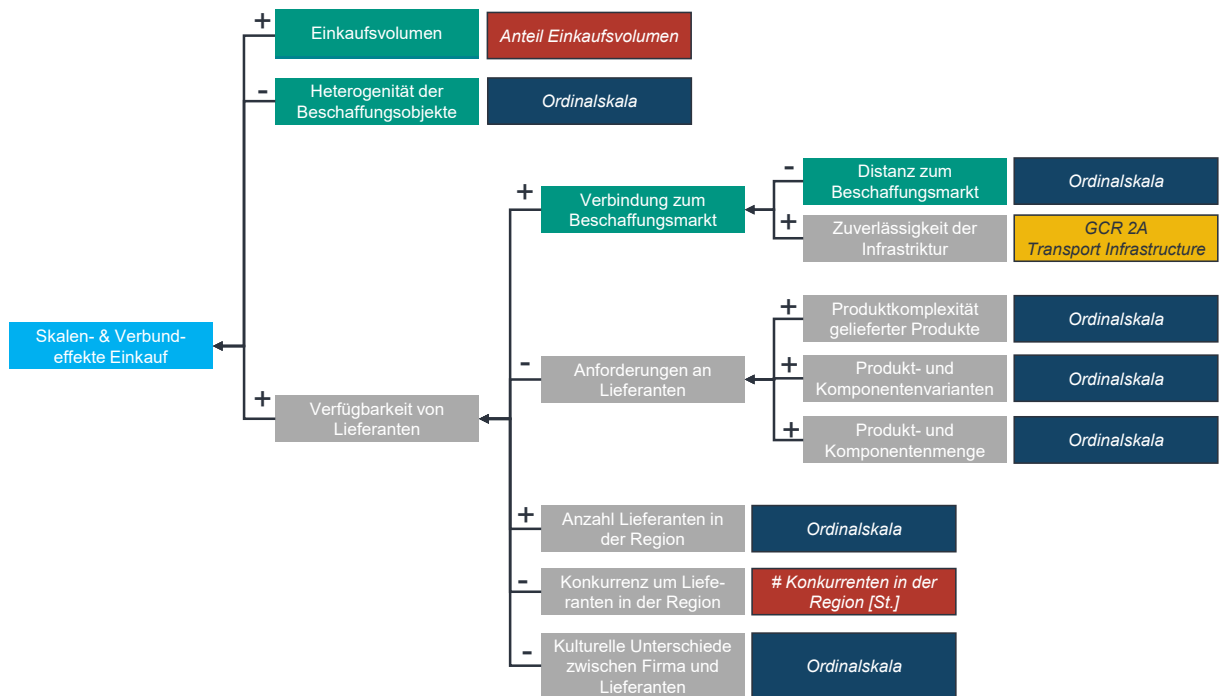 +
Einkaufsvolumen
Anteil Einkaufsvolumen
-
Heterogenität der
Beschaffungsobjekte
Ordinalskala
-
Distanz zum
Beschaffungsmarkt
Ordinalskala
+
Verbindung zum
Beschaffungsmarkt
+
Zuverlässigkeit der
Infrastriktur
GCR 2A
Transport Infrastructure
+
Produktkomplexität
gelieferter Produkte
Ordinalskala
Skalen- & Verbund-
effekte Einkauf
-
Anforderungen an
Lieferanten
+
Produkt- und
Komponentenvarianten
Ordinalskala
+
Verfügbarkeit von
Lieferanten
+
Produkt- und
Komponentenmenge
Ordinalskala
+
Anzahl Lieferanten in
der Region
Ordinalskala
-
Konkurrenz um Liefe-
ranten in der Region
# Konkurrenten in der
Region [St.]
-
Kulturelle Unterschiede
zwischen Firma und
Lieferanten
Ordinalskala